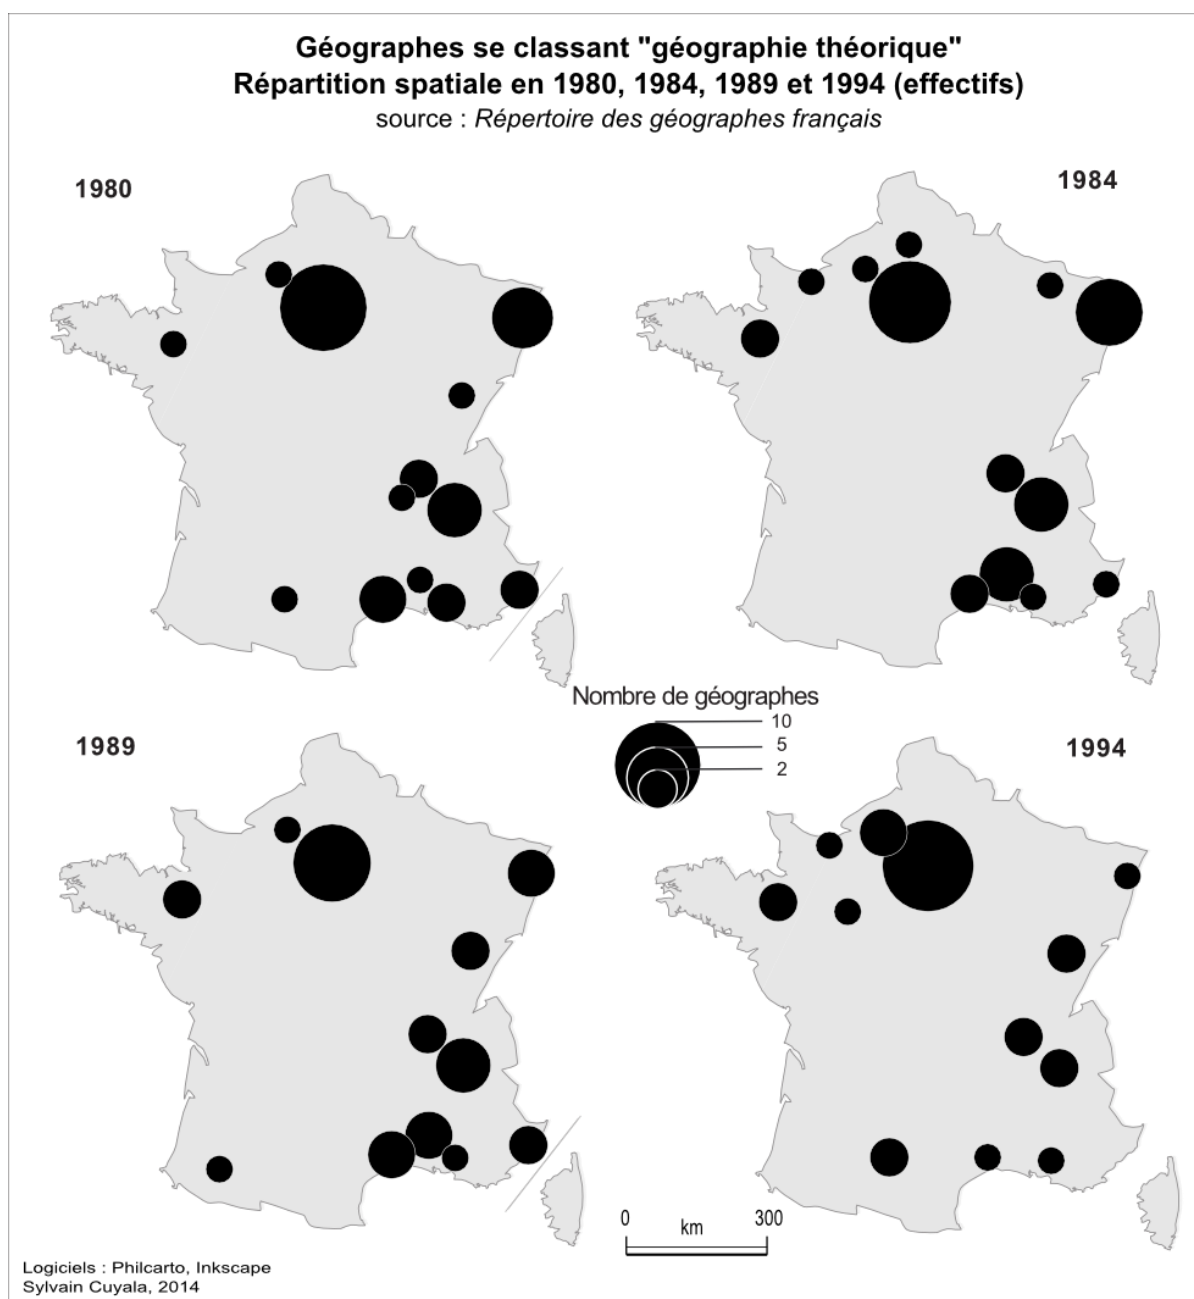 Géographes se classant "géographie théorique"
Répartition spatiale en 1980, 1984, 1989 et 1994 (effectifs)
source : Répertoire des géographes français
1980
1984
Nombre de géographes
10
5
2
1989
1994
0
km
300
Logiciels : Philcarto, Inkscape
Sylvain Cuyala, 2014